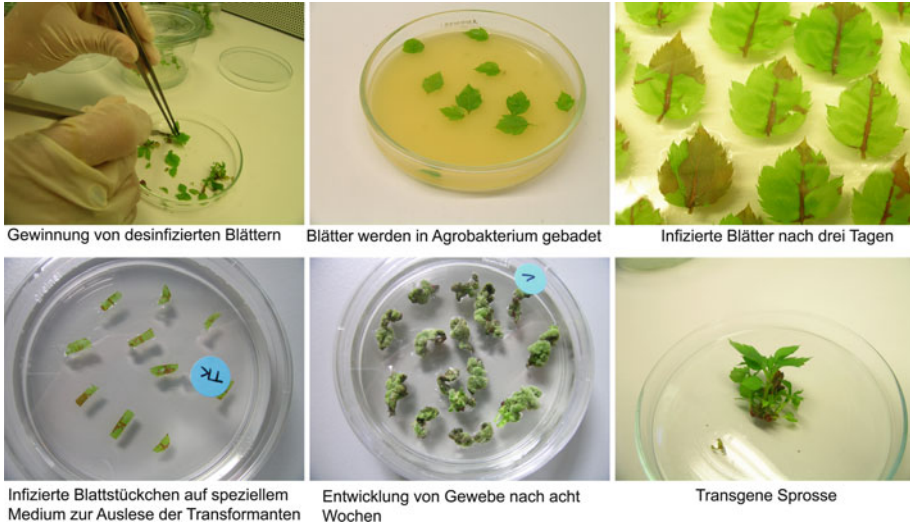 Gewinnung von desinfizierten Blättern
Blätter werden in Agrobakterium gebadet
Infizierte Blätter nach drei Tagen
TK
V
Infizierte Blattstückchen auf speziellem
Medium zur Auslese der Transformanten
Entwicklung von Gewebe nach acht
Wochen
Transgene Sprosse